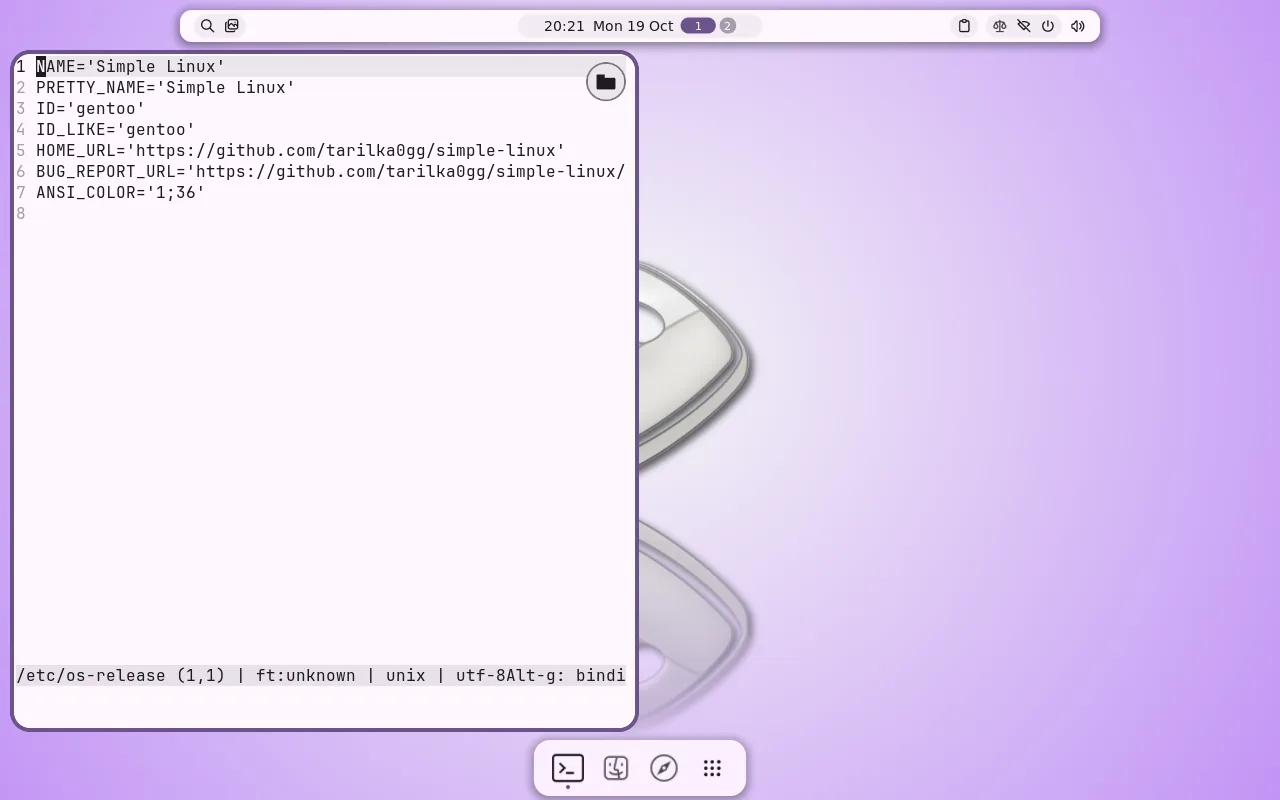 20:21 Mon 19 Oct 1 2
1 NAME='Simple Linux'
2 PRETTY_NAME='Simple Linux'
3 ID='gentoo'
4 ID_LIKE='gentoo'
5 HOME_URL='https://github.com/tarilka0gg/simple-linux'
6 BUG_REPORT_URL='https://github.com/tarilka0gg/simple-linux/
7 ANSI_COLOR='1;36'
8
/etc/os-release (1,1) | ft:unknown | unix | utf-8Alt-g: bindi